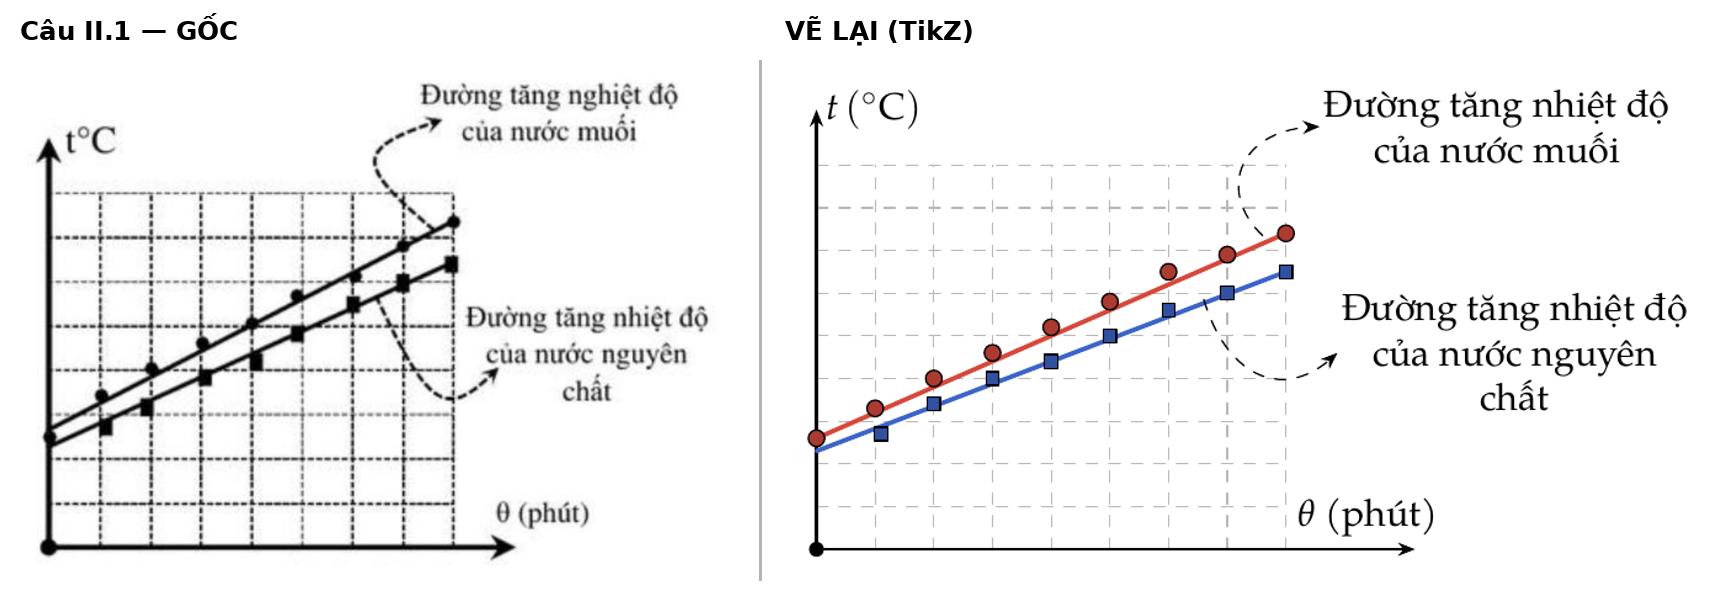 Câu II.1 — GỐC
Đường tăng nghiệt độ
của nước muối
t°C
Đường tăng nhiệt độ
của nước nguyên
chất
θ (phút)
VẼ LẠI (TikZ)
t (°C)
Đường tăng nhiệt độ
của nước muối
Đường tăng nhiệt độ
của nước nguyên
chất
θ (phút)